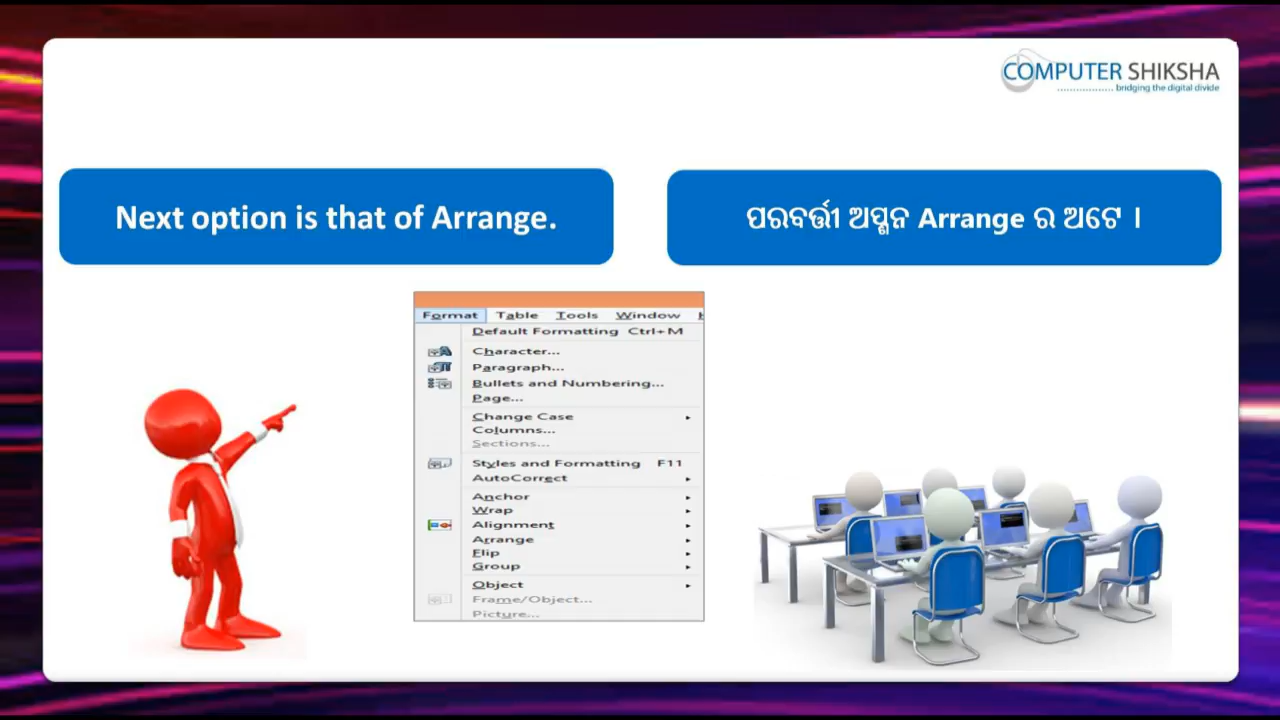 COMPUTER SHIKSHA
bridging the digital divide
Next option is that of Arrange.
ପରବର୍ତ୍ତୀ ଅପ୍ସନ Arrange ର ଅଟେ ।
Format Table Tools Window
Default Formatting Ctrl+M
Character...
Paragraph...
Bullets and Numbering...
Page...
Change Case
Columns...
Sections...
Styles and Formatting F11
AutoCorrect
Anchor
Wrap
Alignment
Arrange
Flip
Group
Object
Frame/Object...
Picture...